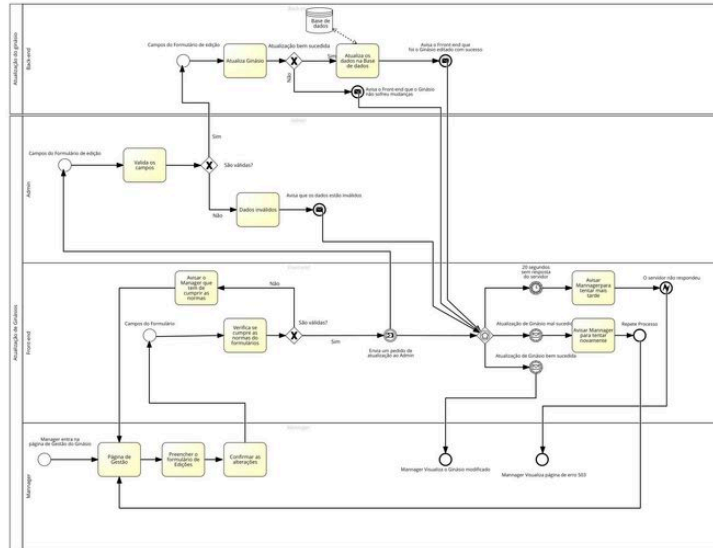 Atualização do ginásio
Back-end
Base de
dados
Campos do Formulário de edição
Atualiza Ginásio
Atualização bem sucedida
Sim
Não
Atualiza os
dados na Base
de dados
Avisa o Front-end que
foi o Ginásio editado com sucesso
Avisa o Front-end que o Ginásio
não sofreu mudanças
Atualização de Ginásios
Admin
Campos do Formulário de edição
Valida os
campos
Sim
São válidas?
Não
Dados inválidos
Avisa que os dados estão inválidos
Front-end
Avisar o
Manager que
tem de
cumprir as
normas
Não
Campos do Formulário
Verifica se
cumpre as
normas do
formulários
São válidas?
Sim
Envia um pedido da
atualização ao Admin
20 segundos
sem resposta
do servidor
Avisar
Mannagerpara
tentar mais
tarde
O servidor não respondeu
Atualização de Ginásio mal sucedida
Avisar Mannager
para tentar
novamente
Repete Processo
Atualização de Ginásio bem sucedida
Mannager
Manager entra na
página de Gestão do Ginásio
Página de
Gestão
Preencher o
formulário de
Edições
Confirmar as
alterações
Mannager Visualiza o Ginásio modificado
Mannager Visualiza página de erro 503